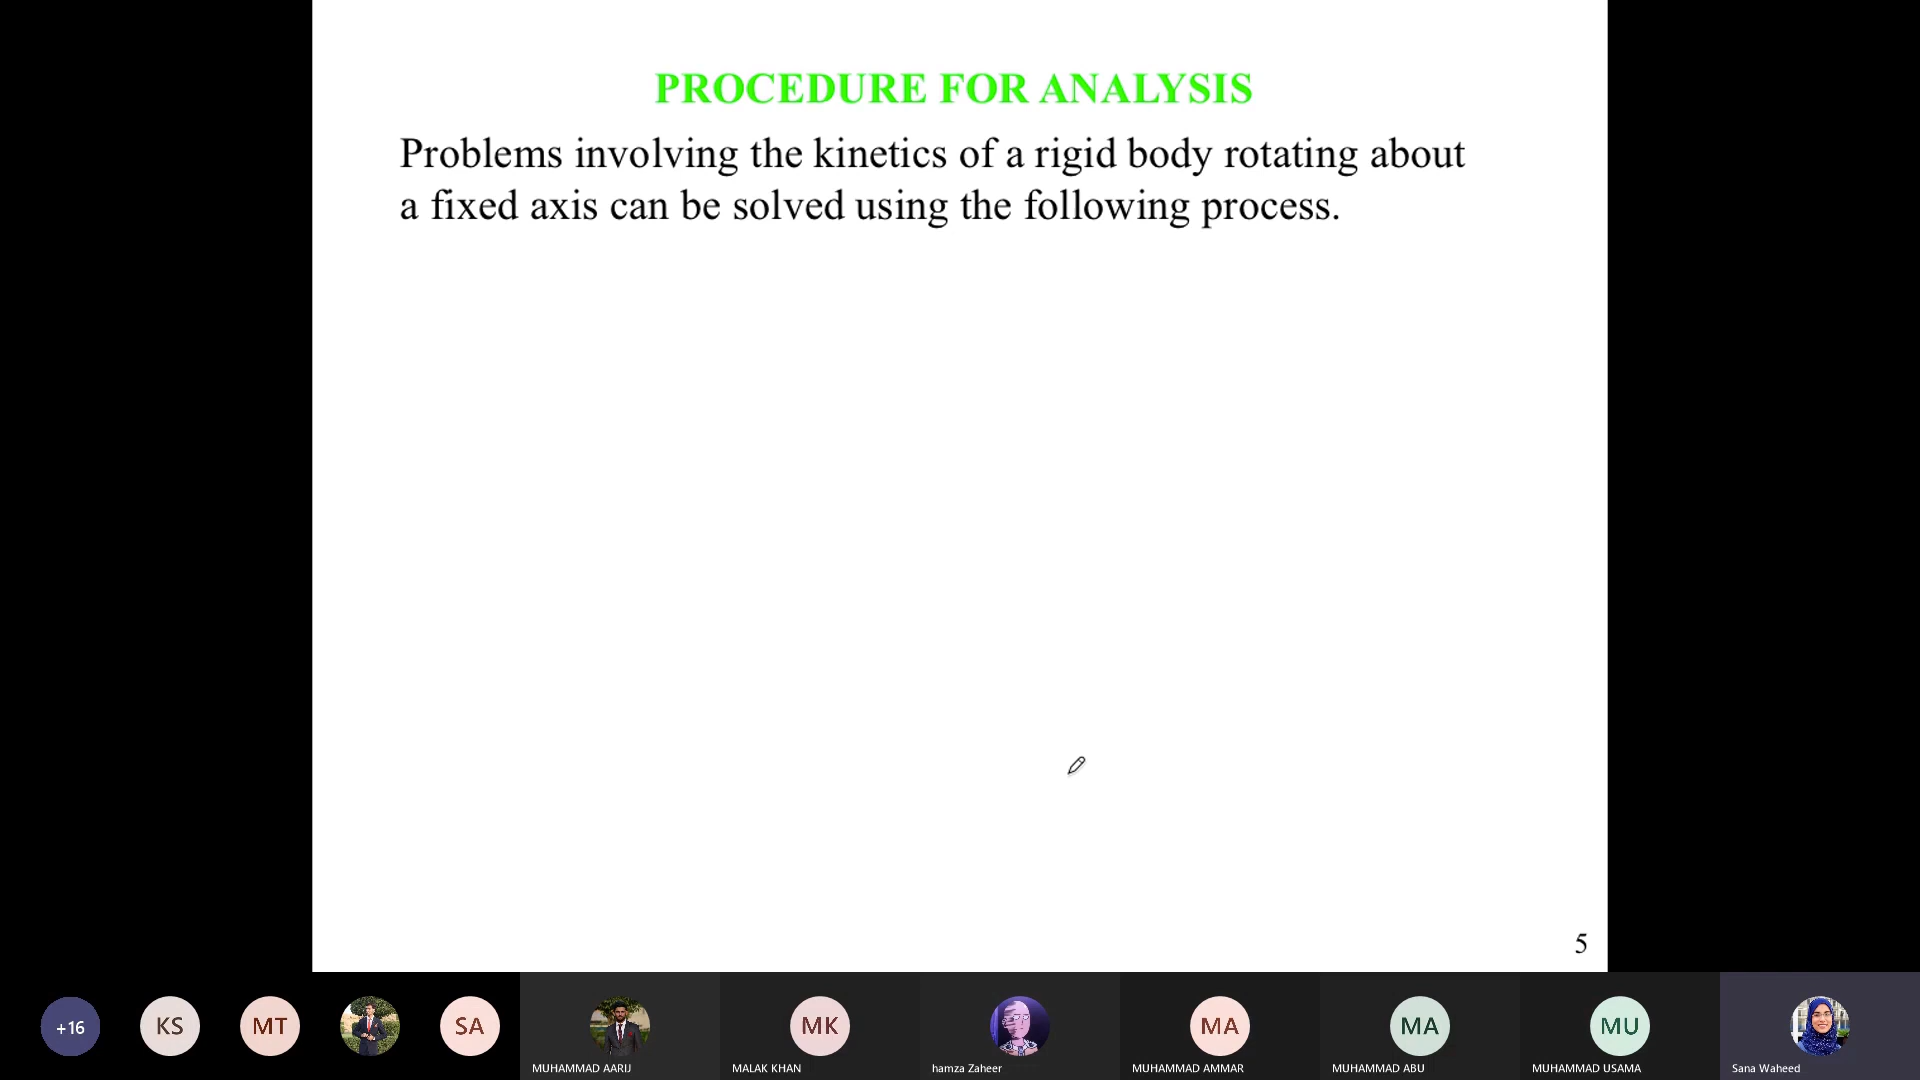 PROCEDURE FOR ANALYSIS
Problems involving the kinetics of a rigid body rotating about
a fixed axis can be solved using the following process.
5
+16
KS
MT
SA
MK
MA
MA
MU
MUHAMMAD AARIJ
MALAK KHAN
hamza Zaheer
MUHAMMAD AMMAR
MUHAMMAD ABU
MUHAMMAD USAMA
Sana Waheed